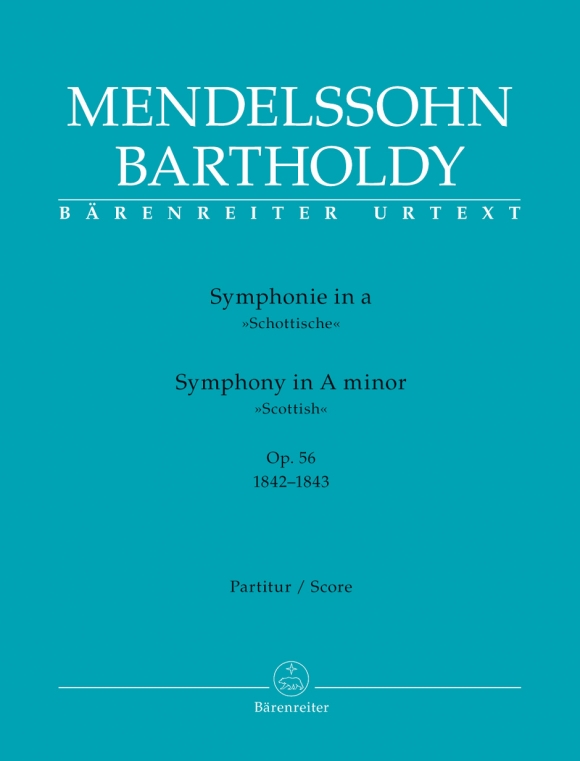 MENDELSSOHN
BARTHOLDY
BÄRENREITER URTEXT
Symphonie in a
»Schottische«
Symphony in A minor
»Scottish«
Op. 56
1842–1843
Partitur / Score
Bärenreiter